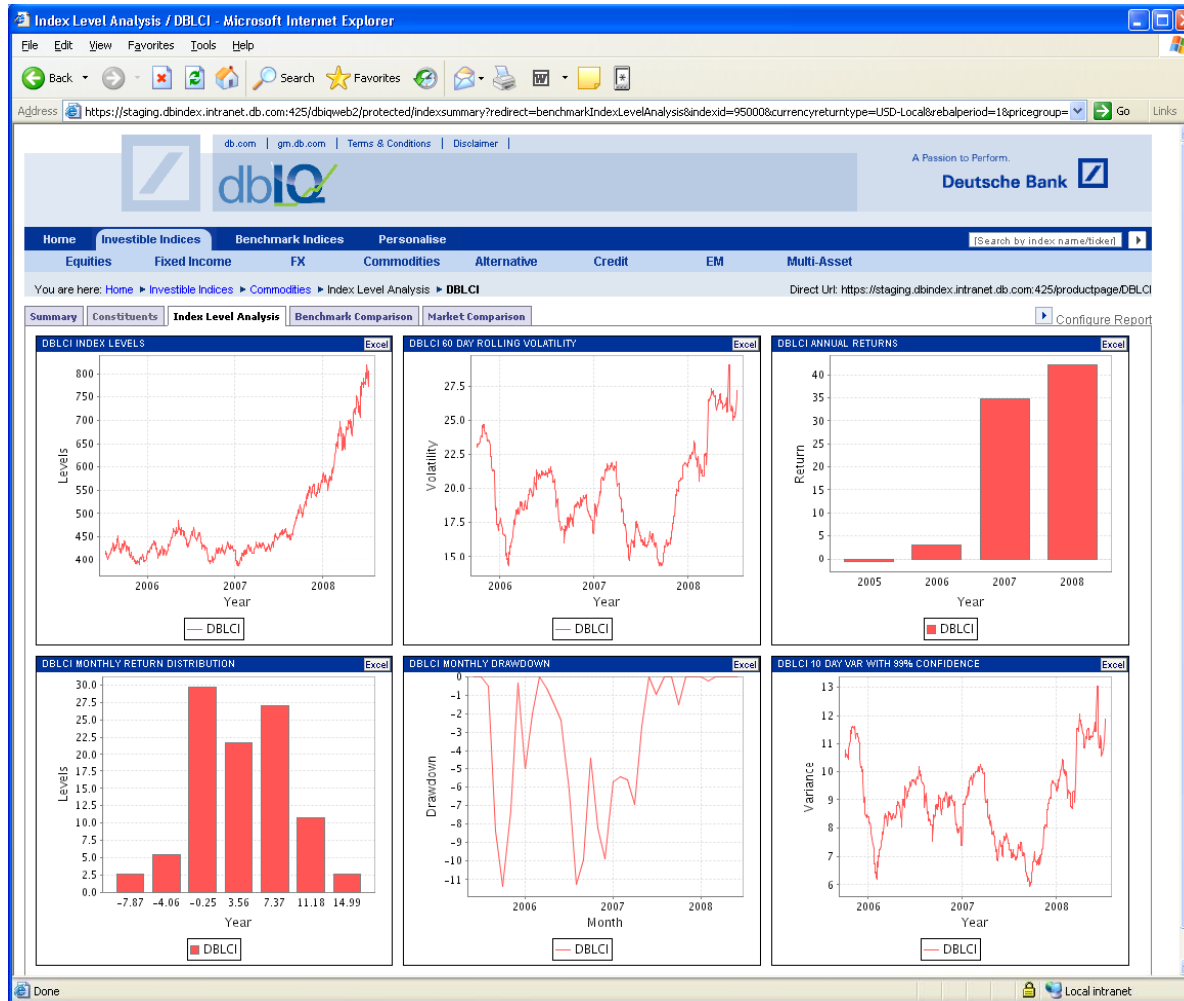 Index Level Analysis / DBLCI - Microsoft Internet Explorer
File Edit View Favorites Tools Help
Back Search Favorites
Address https://staging.dbindex.intranet.db.com:425/dbiqweb2/protected/indexsummary?redirect=benchmarkIndexLevelAnalysis&indexid=95000&currencyreturntype=USD-Local&rebalperiod=1&pricegroup= Go Links
db.com | gm.db.com | Terms & Conditions | Disclaimer |
A Passion to Perform.
dbIQ
Deutsche Bank
Home Investible Indices Benchmark Indices Personalise [Search by index name/ticker]
Equities Fixed Income FX Commodities Alternative Credit EM Multi-Asset
You are here: Home Investible Indices Commodities Index Level Analysis DBLCI Direct Url: https://staging.dbindex.intranet.db.com:425/productpage/DBLCI
Summary Constituents Index Level Analysis Benchmark Comparison Market Comparison Configure Report
DBLCI INDEX LEVELS Excel
800
750
700
650
600
550
500
450
400
Levels
2006 2007 2008
Year
DBLCI
DBLCI 60 DAY ROLLING VOLATILITY Excel
27.5
25.0
22.5
20.0
17.5
15.0
Volatility
2006 2007 2008
Year
DBLCI
DBLCI ANNUAL RETURNS Excel
40
35
30
25
20
15
10
5
0
Return
2005 2006 2007 2008
Year
DBLCI
DBLCI MONTHLY RETURN DISTRIBUTION Excel
30.0
27.5
25.0
22.5
20.0
17.5
15.0
12.5
10.0
7.5
5.0
2.5
0.0
Levels
-7.87 -4.06 -0.25 3.56 7.37 11.18 14.99
Year
DBLCI
DBLCI MONTHLY DRAWDOWN Excel
0
-1
-2
-3
-4
-5
-6
-7
-8
-9
-10
-11
Drawdown
2006 2007 2008
Month
DBLCI
DBLCI 10 DAY VAR WITH 99% CONFIDENCE Excel
13
12
11
10
9
8
7
6
Variance
2006 2007 2008
Year
DBLCI
Done Local intranet